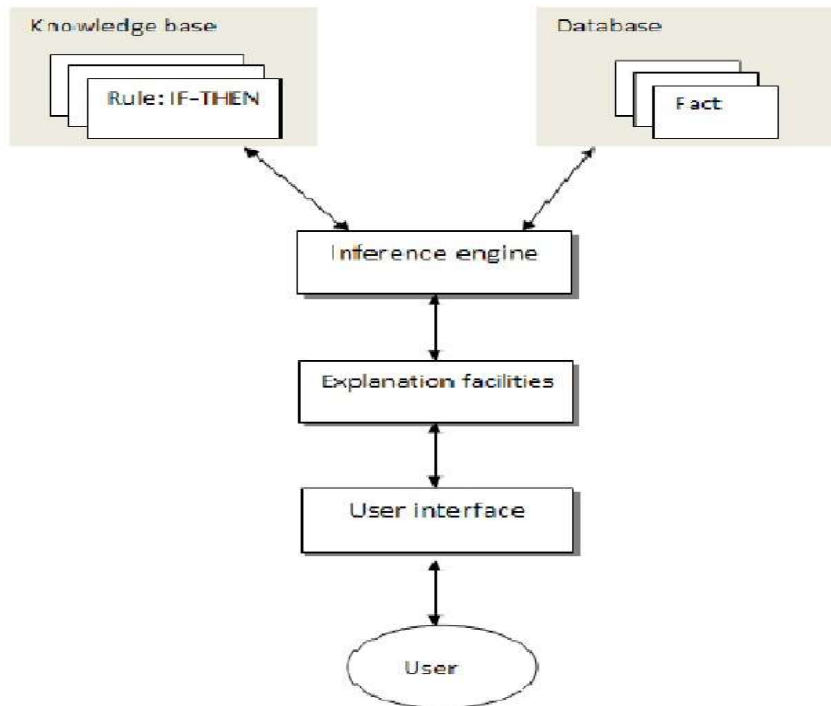 Knowledge base
Rule: IF-THEN
Database
Fact
Inference engine
Explanation facilities
User interface
User